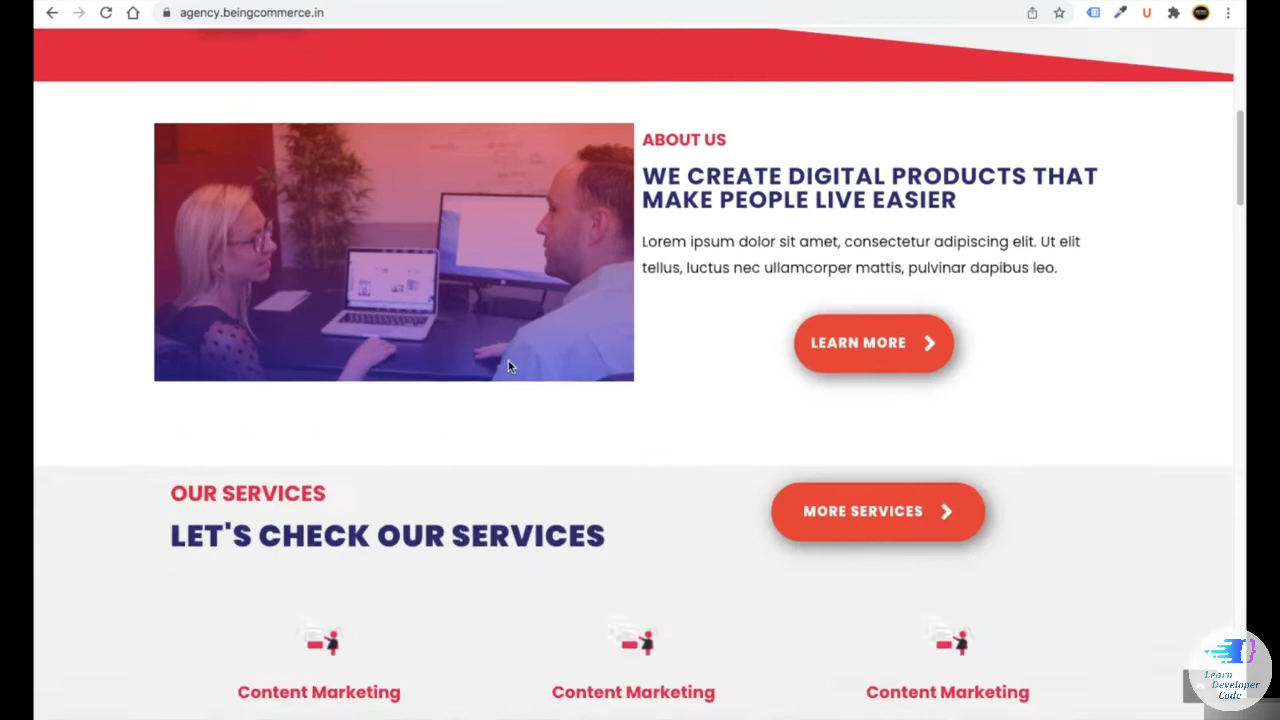 agency.beingcommerce.in
ABOUT US
WE CREATE DIGITAL PRODUCTS THAT
MAKE PEOPLE LIVE EASIER
Lorem ipsum dolor sit amet, consectetur adipiscing elit. Ut elit
tellus, luctus nec ullamcorper mattis, pulvinar dapibus leo.
LEARN MORE
OUR SERVICES
LET'S CHECK OUR SERVICES
MORE SERVICES
Content Marketing
Content Marketing
Content Marketing
Learn
Developer
Code